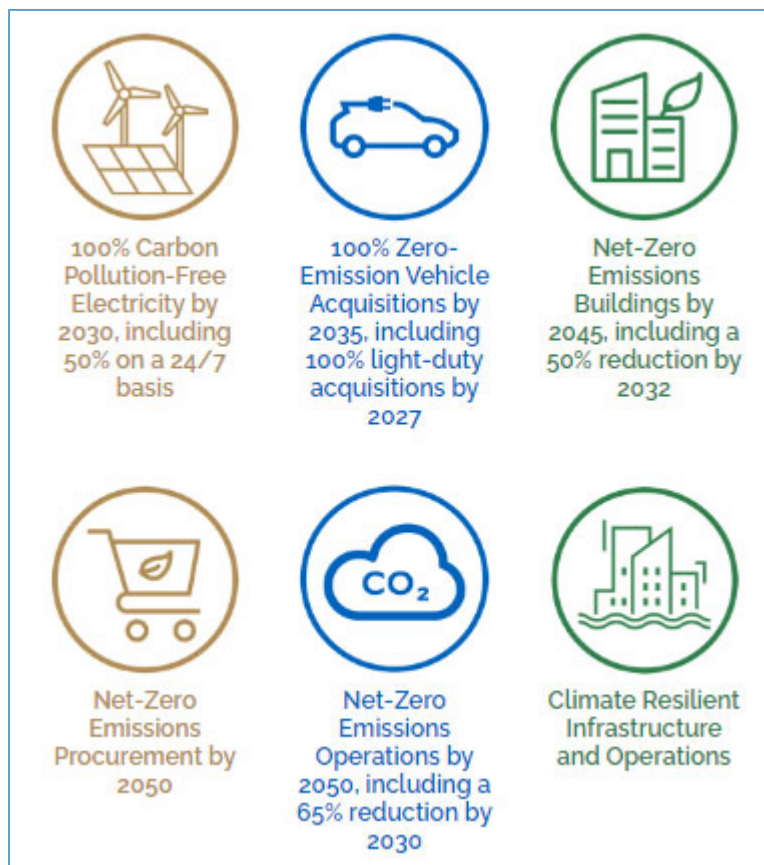 100% Carbon
Pollution-Free
Electricity by
2030, including
50% on a 24/7
basis
100% Zero-
Emission Vehicle
Acquisitions by
2035, including
100% light-duty
acquisitions by
2027
Net-Zero
Emissions
Buildings by
2045, including a
50% reduction by
2032
Net-Zero
Emissions
Procurement by
2050
CO₂
Net-Zero
Emissions
Operations by
2050, including a
65% reduction by
2030
Climate Resilient
Infrastructure
and Operations